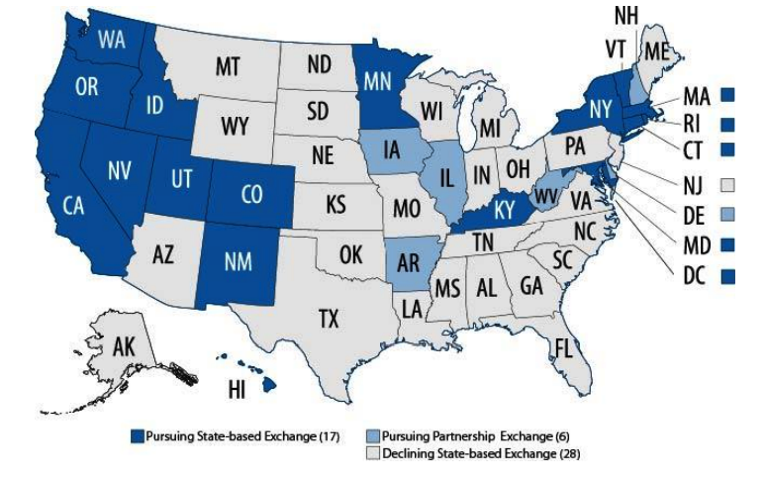 NH
VT
ME
WA
MT
ND
MN
OR
ID
SD
WI
MI
NY
MA
WY
RI
IA
PA
CT
NE
NV
UT
CO
IL
IN
OH
NJ
CA
KS
MO
KY
WV
VA
DE
AZ
NM
OK
AR
TN
NC
MD
SC
DC
TX
LA
MS
AL
GA
AK
HI
FL
Pursuing State-based Exchange (17)
Pursuing Partnership Exchange (6)
Declining State-based Exchange (28)